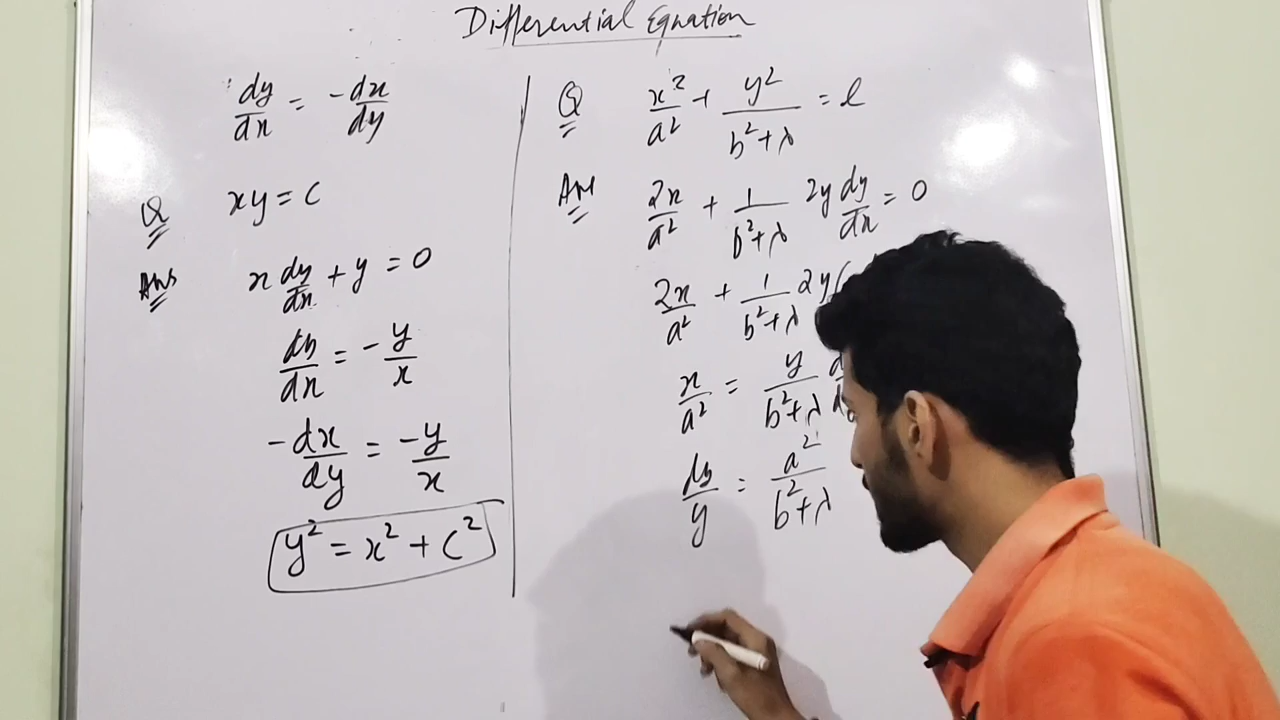 Differential Equation
dy/dx = -dx/dy
Q xy = c
Ans x dy/dx + y = 0
dy/dx = -y/x
-dx/dy = -y/x
y² = x² + c²
Q x²/a² + y²/b²+λ = l
Ans 2x/a² + 1/b²+λ 2y dy/dx = 0
2x/a² + 1/b²+λ 2y(
x/a² = y/b²+λ
dy/y = a²/b²+λ